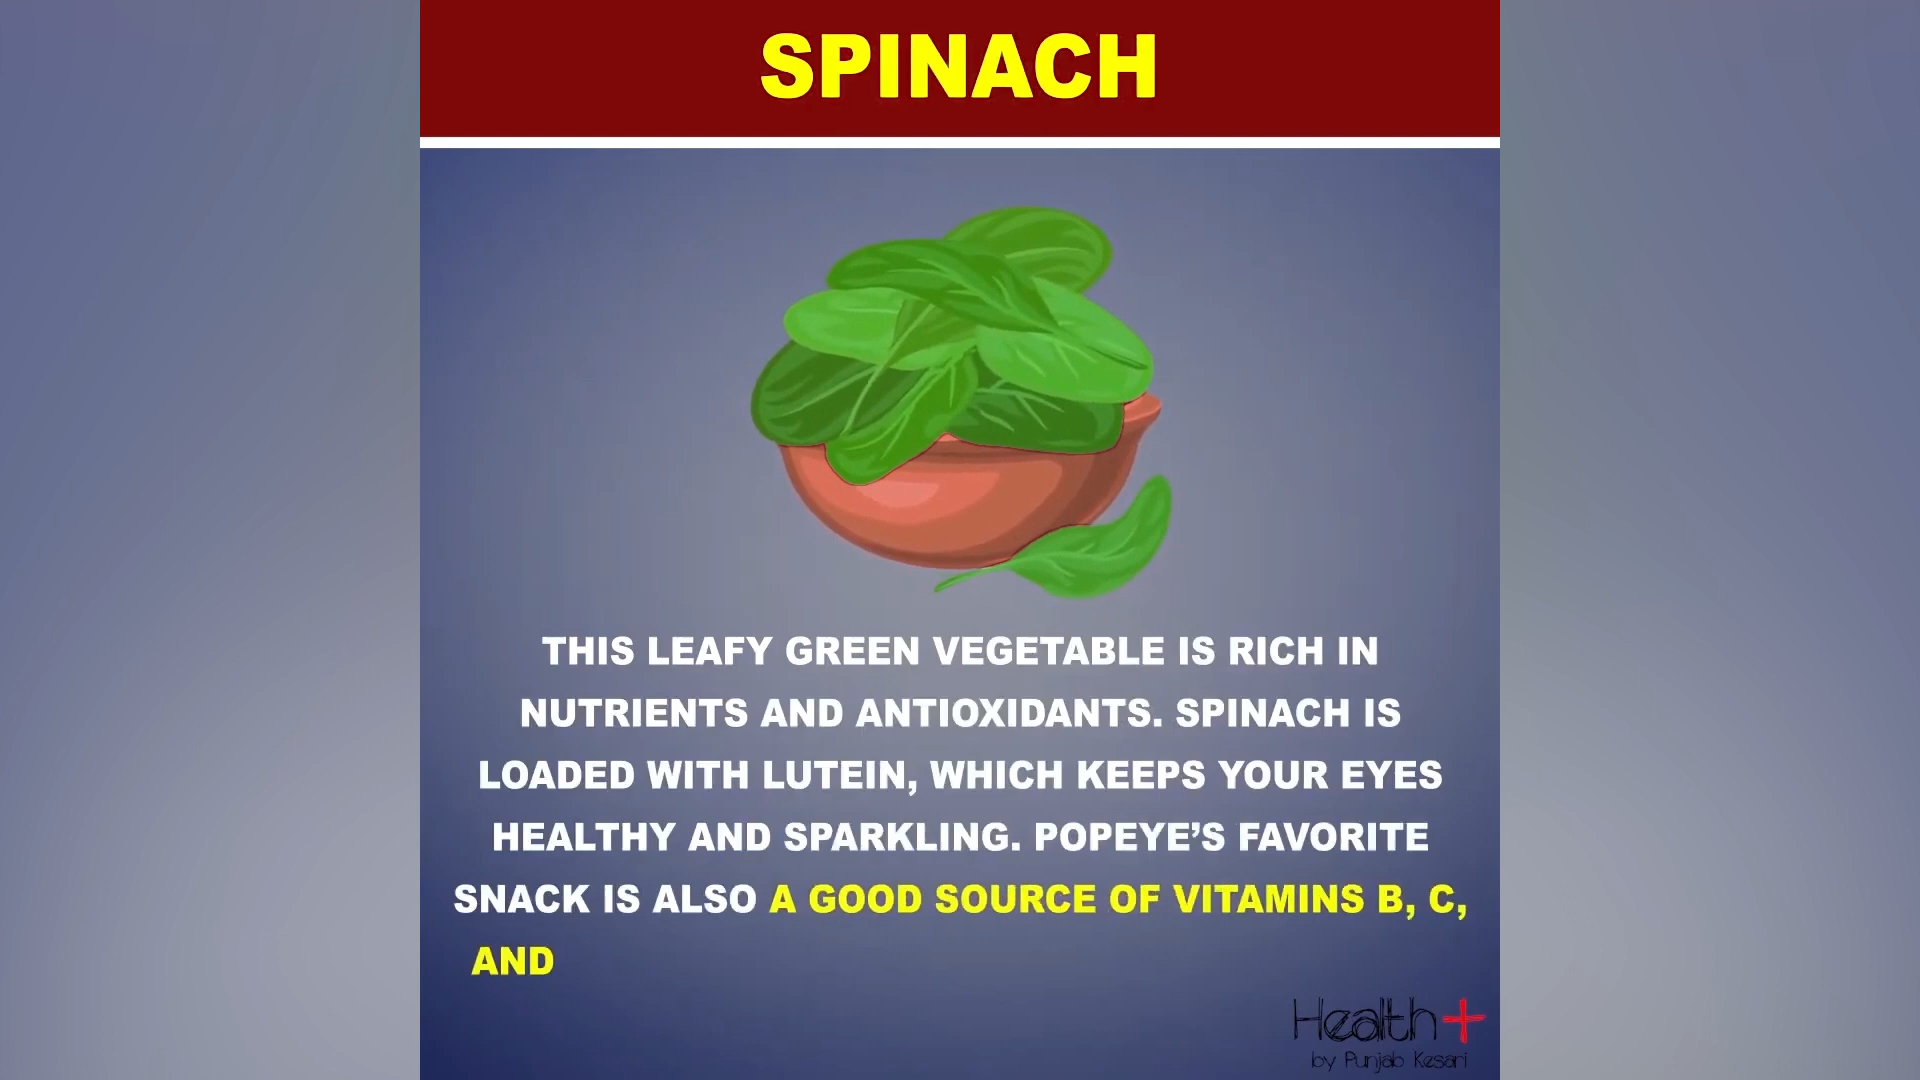 SPINACH
THIS LEAFY GREEN VEGETABLE IS RICH IN
NUTRIENTS AND ANTIOXIDANTS. SPINACH IS
LOADED WITH LUTEIN, WHICH KEEPS YOUR EYES
HEALTHY AND SPARKLING. POPEYE’S FAVORITE
SNACK IS ALSO A GOOD SOURCE OF VITAMINS B, C,
AND
Health+
by Punjab Kesari